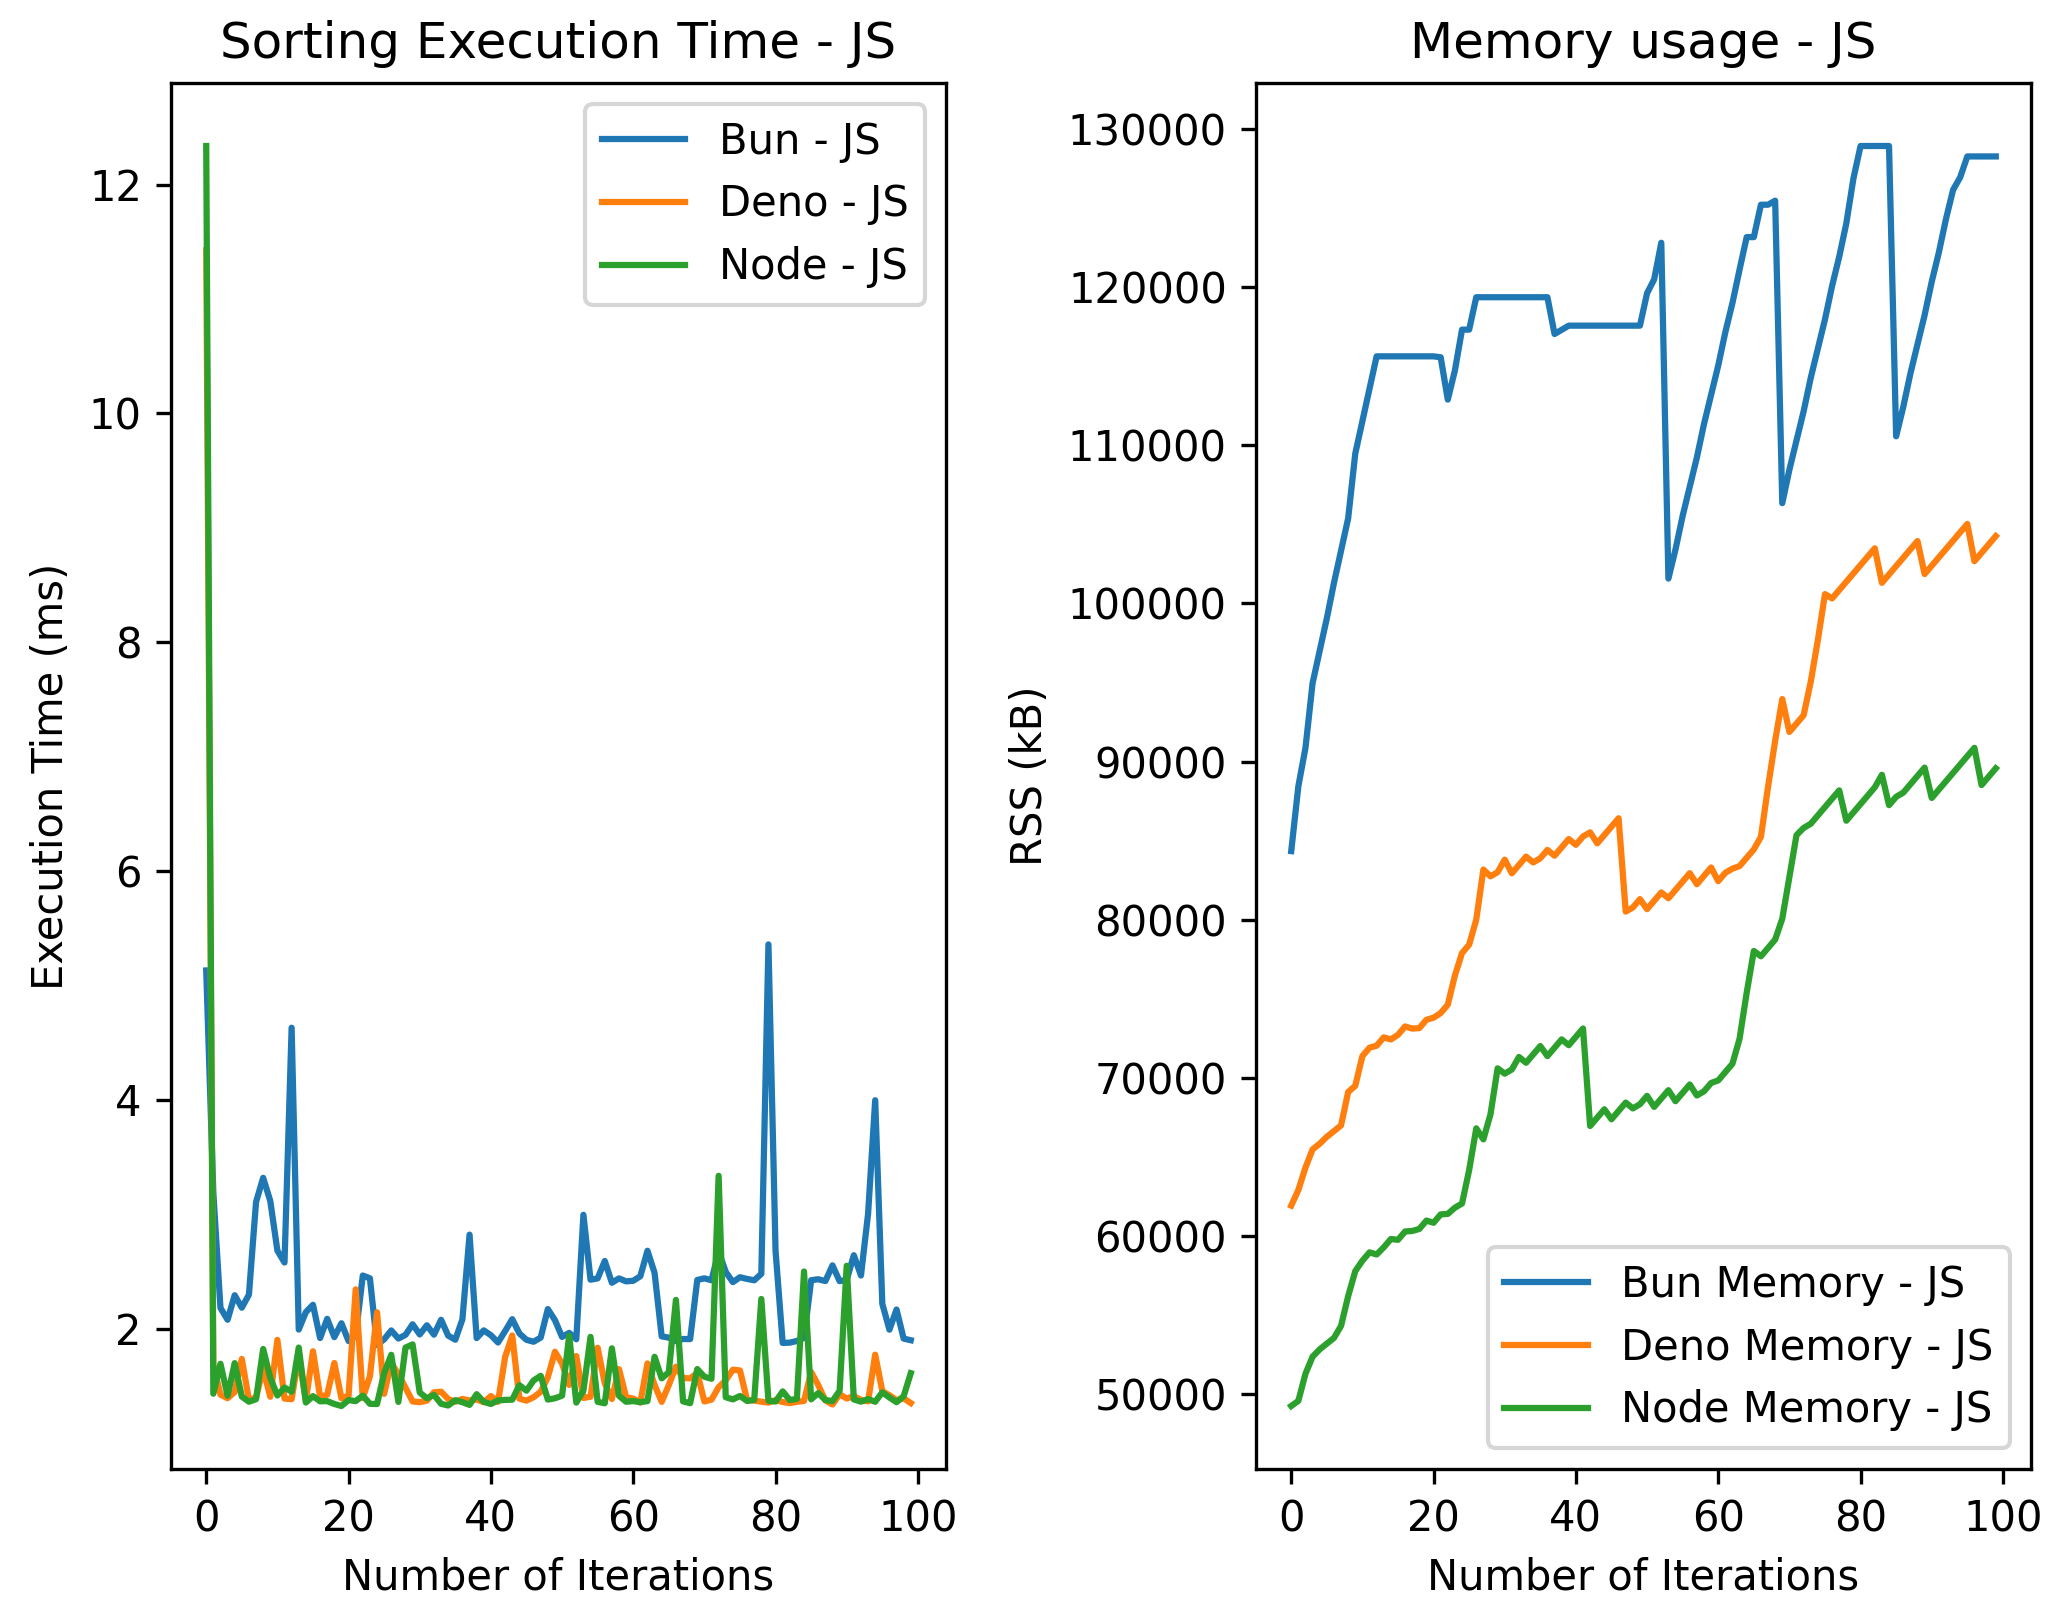 Sorting Execution Time - JS
Execution Time (ms)
12
10
8
6
4
2
0 20 40 60 80 100
Number of Iterations
Bun - JS
Deno - JS
Node - JS
Memory usage - JS
RSS (kB)
130000
120000
110000
100000
90000
80000
70000
60000
50000
0 20 40 60 80 100
Number of Iterations
Bun Memory - JS
Deno Memory - JS
Node Memory - JS